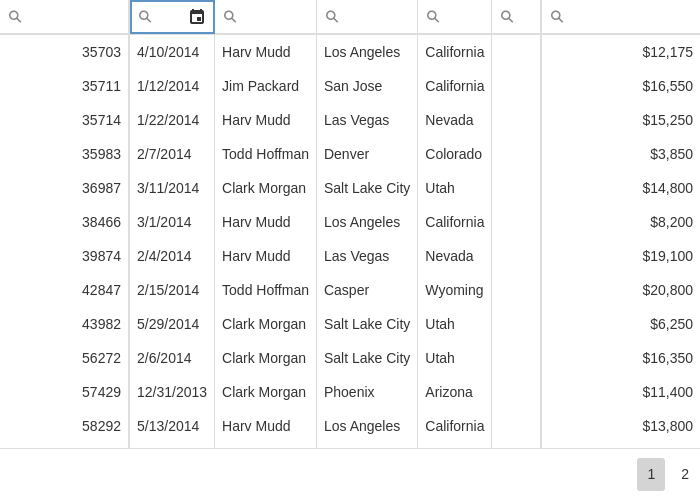 35703 4/10/2014 Harv Mudd Los Angeles California $12,175
35711 1/12/2014 Jim Packard San Jose California $16,550
35714 1/22/2014 Harv Mudd Las Vegas Nevada $15,250
35983 2/7/2014 Todd Hoffman Denver Colorado $3,850
36987 3/11/2014 Clark Morgan Salt Lake City Utah $14,800
38466 3/1/2014 Harv Mudd Los Angeles California $8,200
39874 2/4/2014 Harv Mudd Las Vegas Nevada $19,100
42847 2/15/2014 Todd Hoffman Casper Wyoming $20,800
43982 5/29/2014 Clark Morgan Salt Lake City Utah $6,250
56272 2/6/2014 Clark Morgan Salt Lake City Utah $16,350
57429 12/31/2013 Clark Morgan Phoenix Arizona $11,400
58292 5/13/2014 Harv Mudd Los Angeles California $13,800
1 2